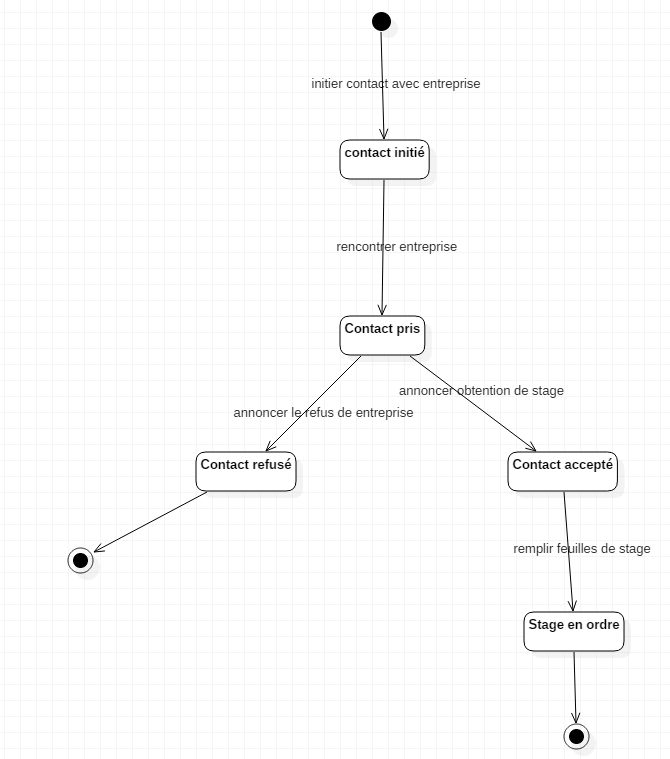 initier contact avec entreprise
contact initié
rencontrer entreprise
Contact pris
annoncer obtention de stage
annoncer le refus de entreprise
Contact refusé
Contact accepté
remplir feuilles de stage
Stage en ordre